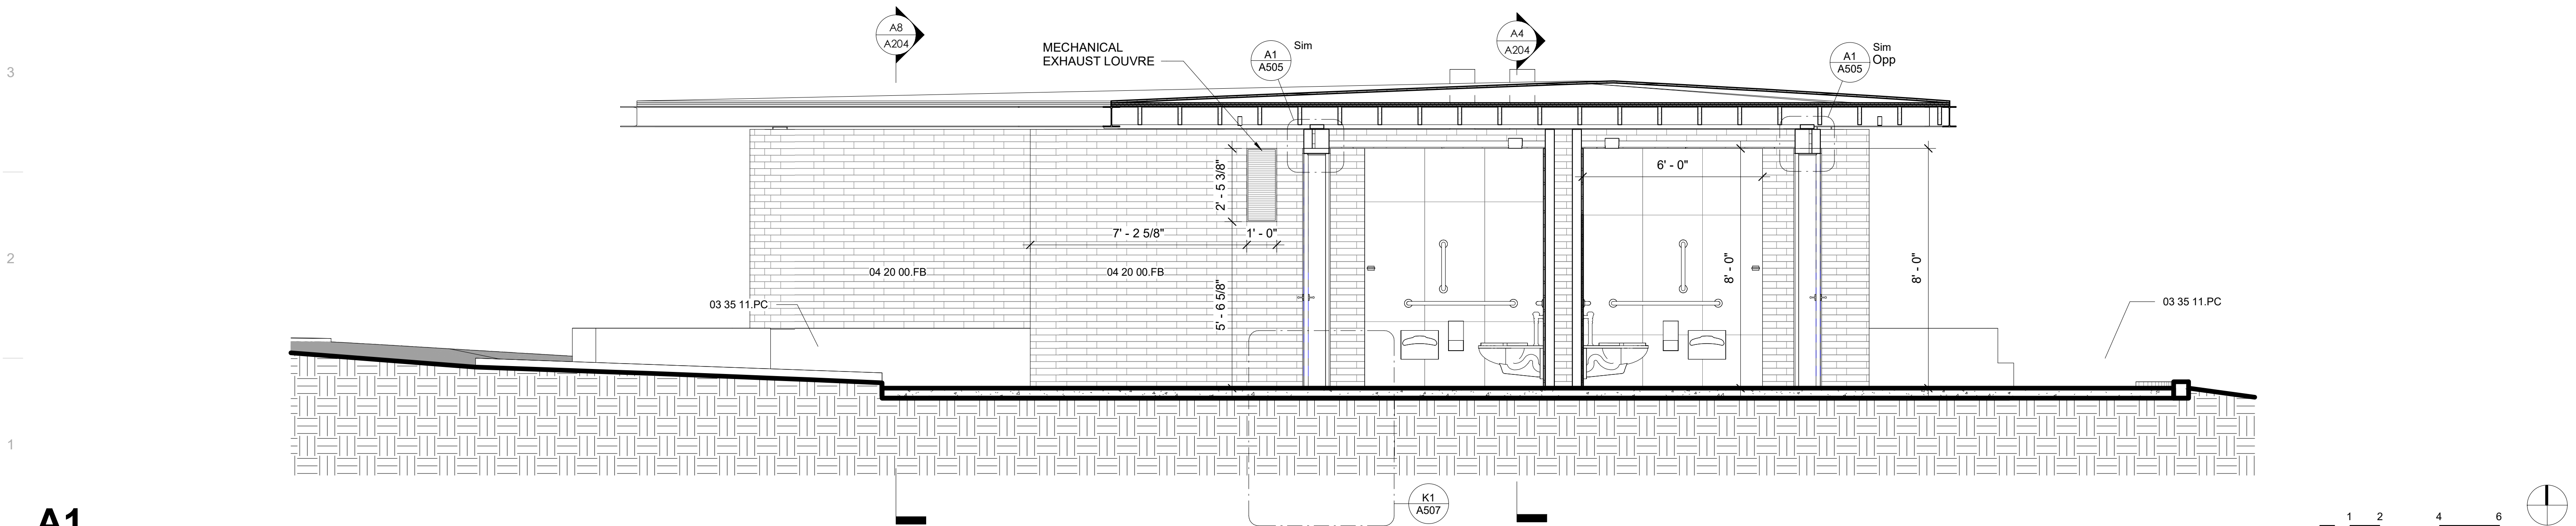 A8
A204
A4
A204
MECHANICAL
EXHAUST LOUVRE
A1
A505
Sim
A1
A505
Sim
Opp
3
2
1
2' - 5 3/8"
6' - 0"
7' - 2 5/8"
1' - 0"
04 20 00.FB
04 20 00.FB
8' - 0"
8' - 0"
03 35 11.PC
5' - 6 5/8"
03 35 11.PC
K1
A507
A1
1 2 4 6